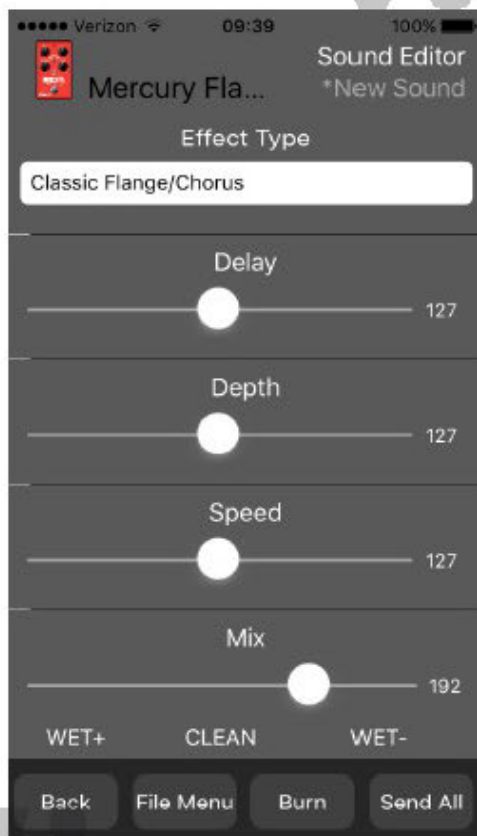 Verizon 09:39 100%
Sound Editor
Mercury Fla... *New Sound
Effect Type
Classic Flange/Chorus
Delay
127
Depth
127
Speed
127
Mix
192
WET+ CLEAN WET-
Back File Menu Burn Send All